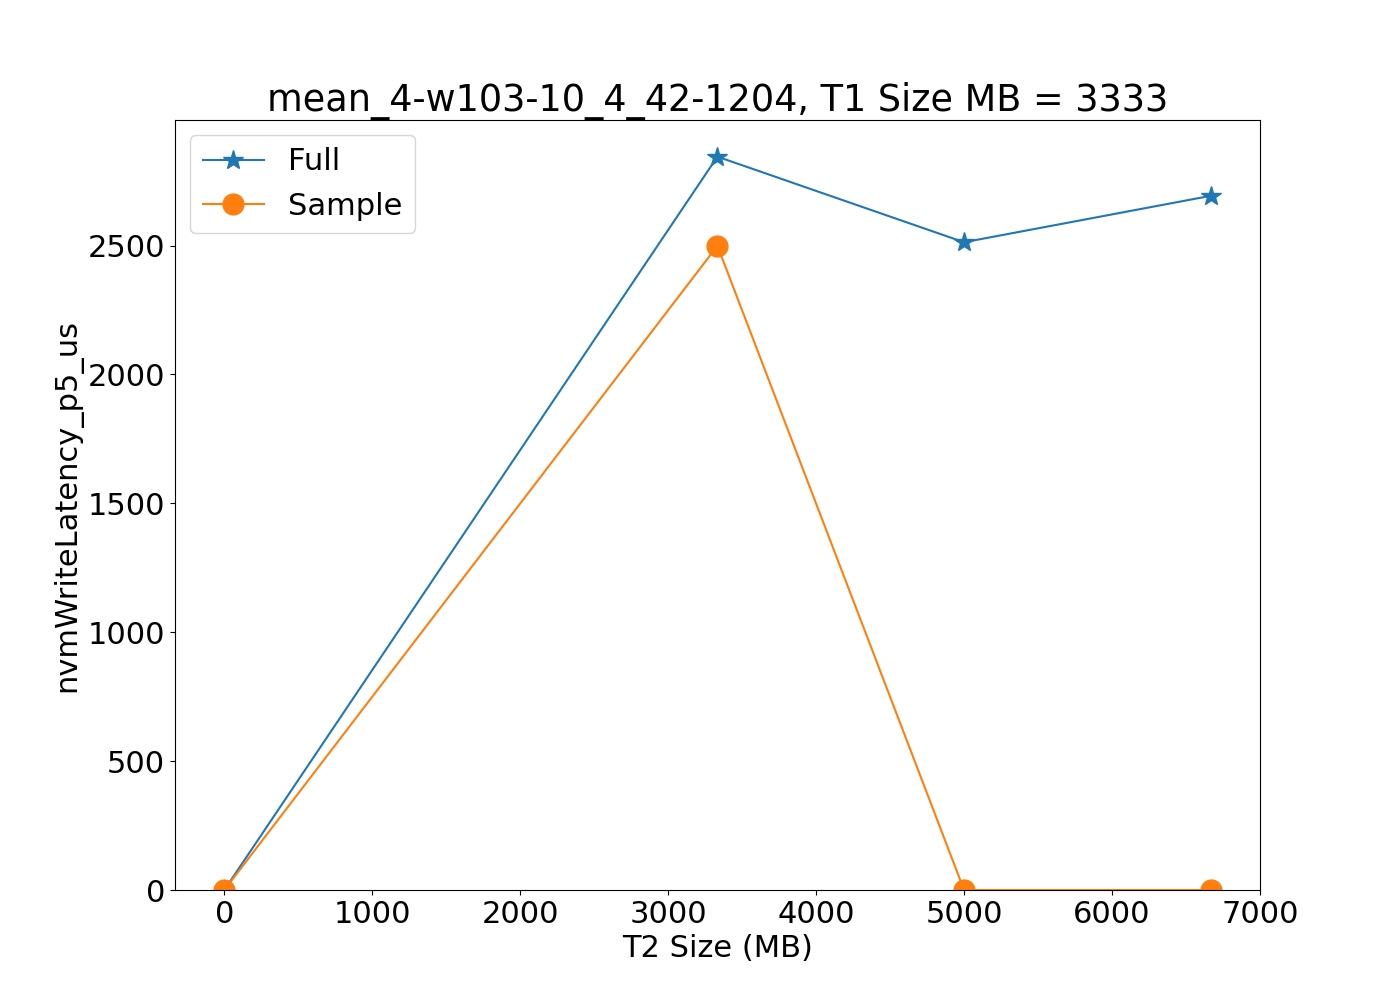 mean_4-w103-10_4_42-1204, T1 Size MB = 3333
Full
Sample
nvmWriteLatency_p5_us
2500
2000
1500
1000
500
0
0 1000 2000 3000 4000 5000 6000 7000
T2 Size (MB)